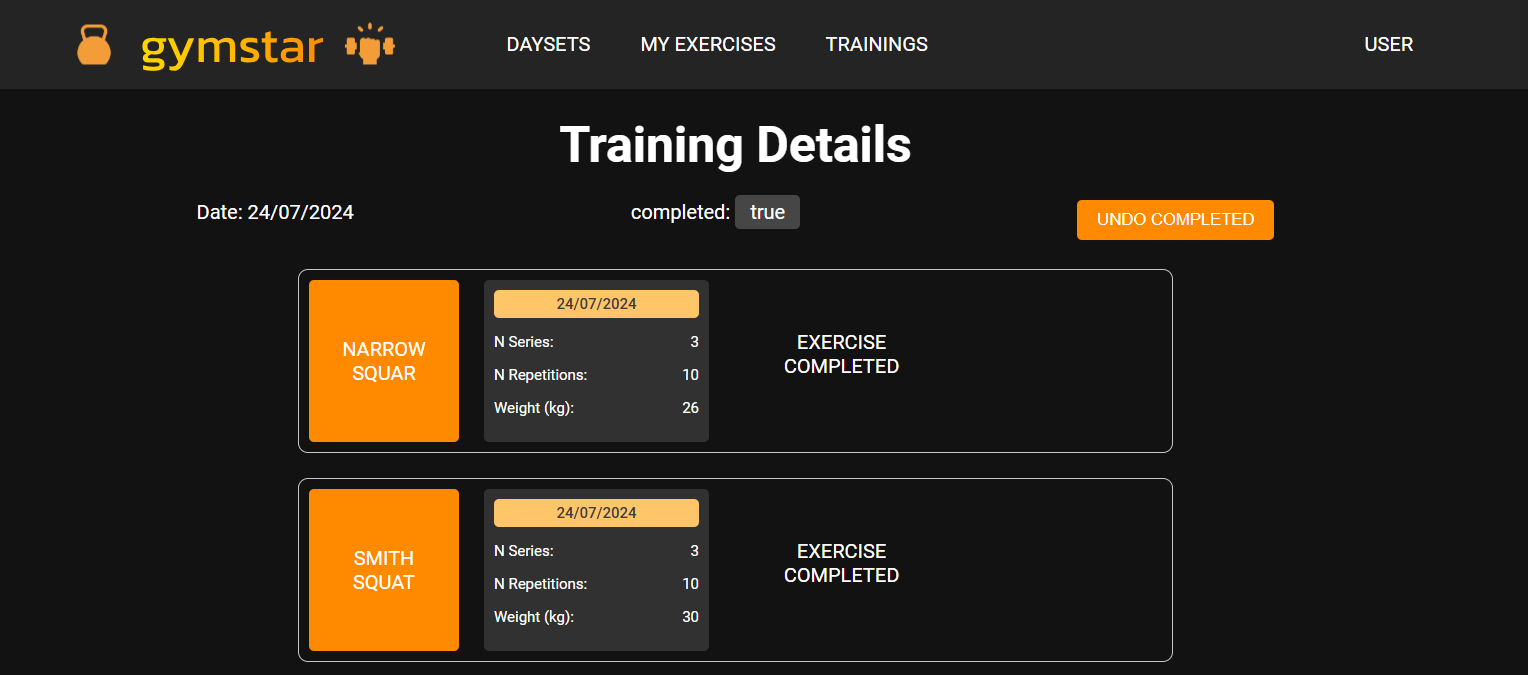 gymstar
DAYSETS
MY EXERCISES
TRAININGS
USER
Training Details
Date: 24/07/2024
completed: true
UNDO COMPLETED
NARROW
SQUAR
24/07/2024
N Series: 3
N Repetitions: 10
Weight (kg): 26
EXERCISE
COMPLETED
SMITH
SQUAT
24/07/2024
N Series: 3
N Repetitions: 10
Weight (kg): 30
EXERCISE
COMPLETED